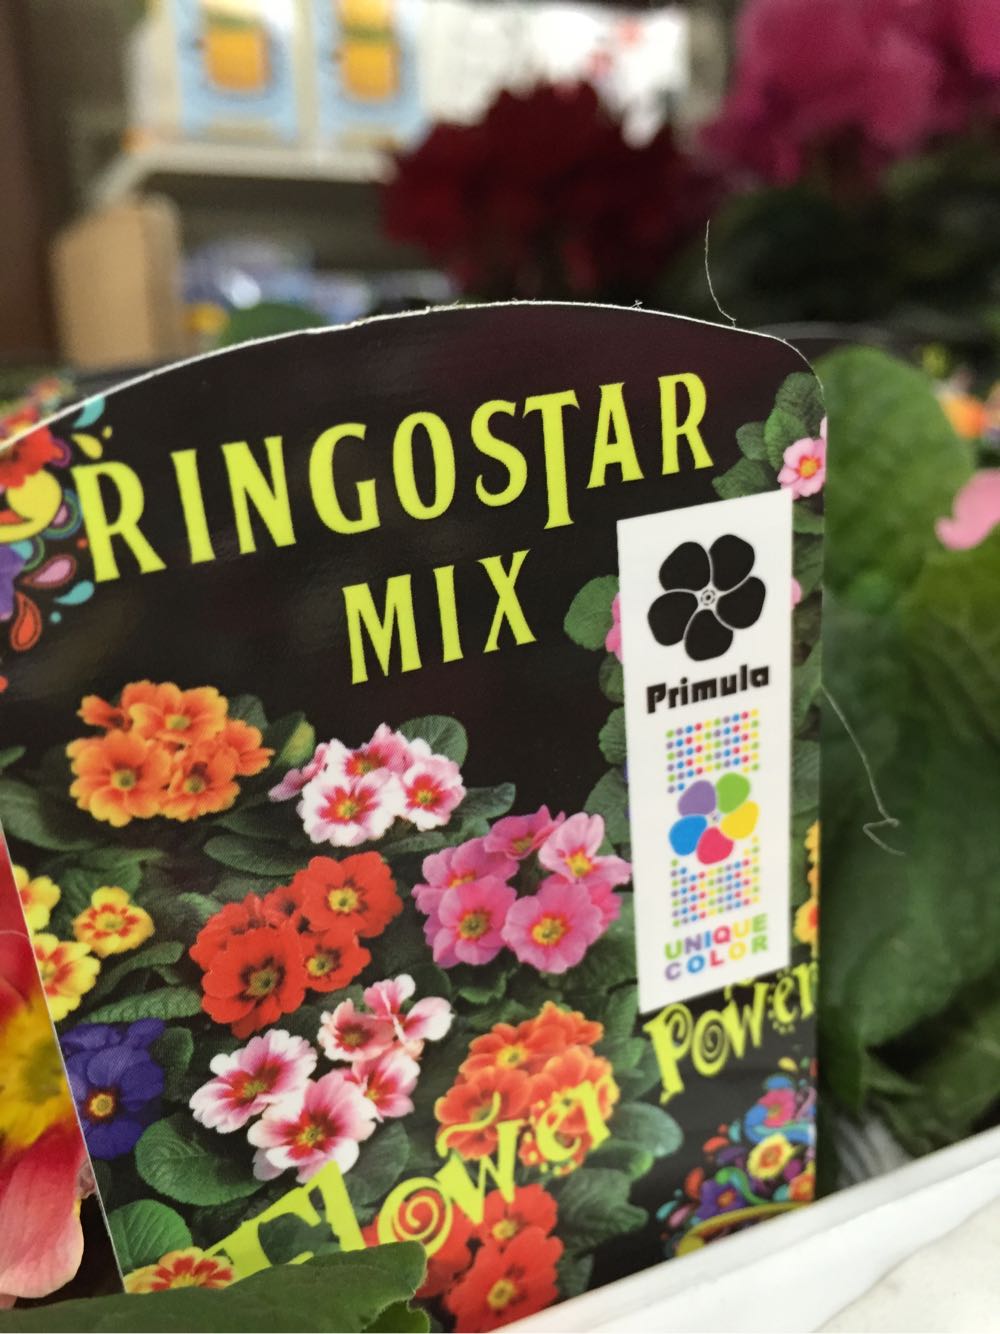 RINGOSTAR
MIX
Primula
UNIQUE
COLOR
Flower
Power